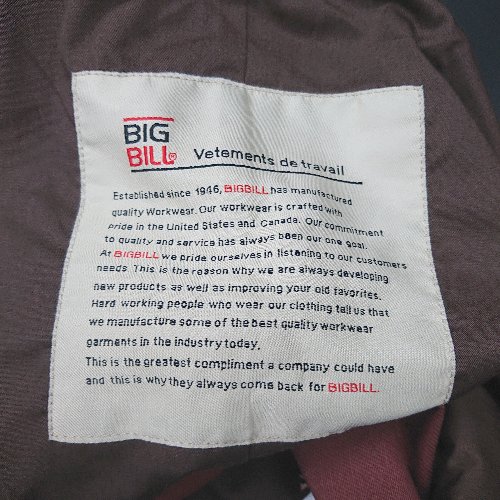 BIG
BILL® Vetements de travail
Established since 1946, BIGBILL has manufactured
quality Workwear. Our workwear is crafted with
pride in the United States and Canada. Our commitment
to quality and service has always been our one goal.
At BIGBILL we pride ourselves in listening to our customers
needs. This is the reason why we are always developing
new products as well as improving your old favorites.
Hard working people who wear our clothing tell us that
we manufacture some of the best quality workwear
garments in the industry today.
This is the greatest compliment a company could have
and this is why they always come back for BIGBILL.